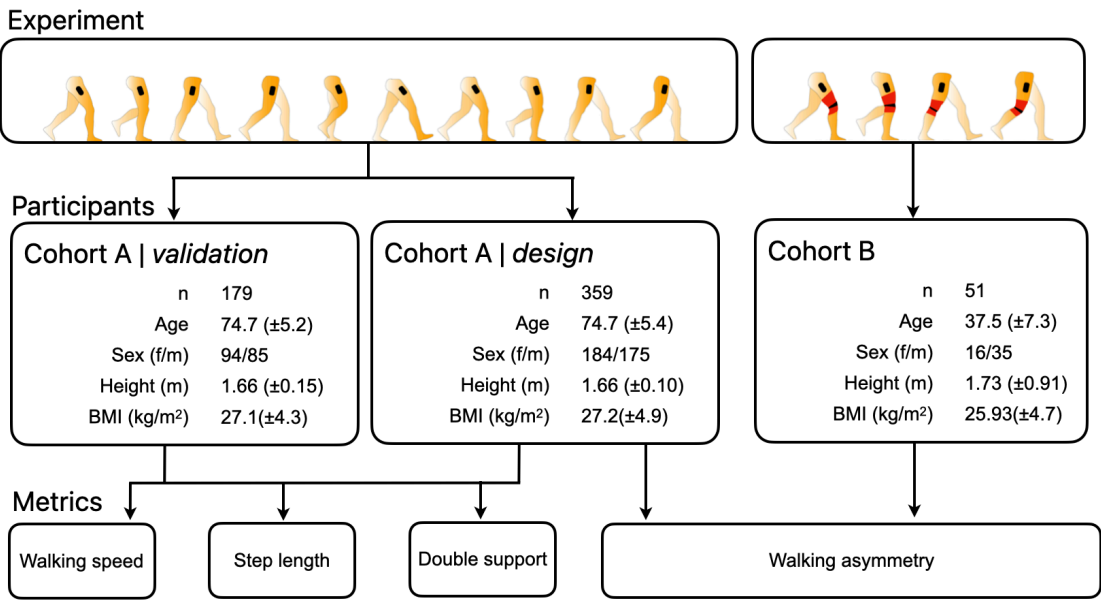 Experiment
Participants
Cohort A | validation
n 179
Age 74.7 (±5.2)
Sex (f/m) 94/85
Height (m) 1.66 (±0.15)
BMI (kg/m²) 27.1(±4.3)
Cohort A | design
n 359
Age 74.7 (±5.4)
Sex (f/m) 184/175
Height (m) 1.66 (±0.10)
BMI (kg/m²) 27.2(±4.9)
Cohort B
n 51
Age 37.5 (±7.3)
Sex (f/m) 16/35
Height (m) 1.73 (±0.91)
BMI (kg/m²) 25.93(±4.7)
Metrics
Walking speed
Step length
Double support
Walking asymmetry